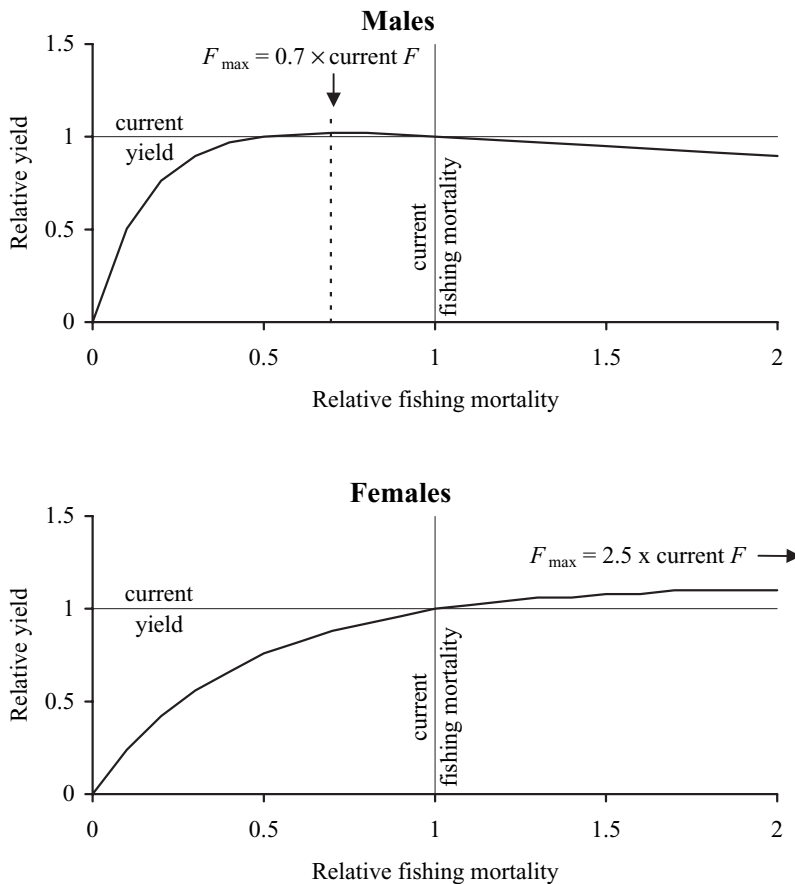 Males
1.5
F max = 0.7 × current F
current
yield
1
Relative yield
0.5
current
fishing mortality
0
0
0.5
1
1.5
2
Relative fishing mortality
Females
1.5
F max = 2.5 x current F
current
yield
1
Relative yield
0.5
current
fishing mortality
0
0
0.5
1
1.5
2
Relative fishing mortality